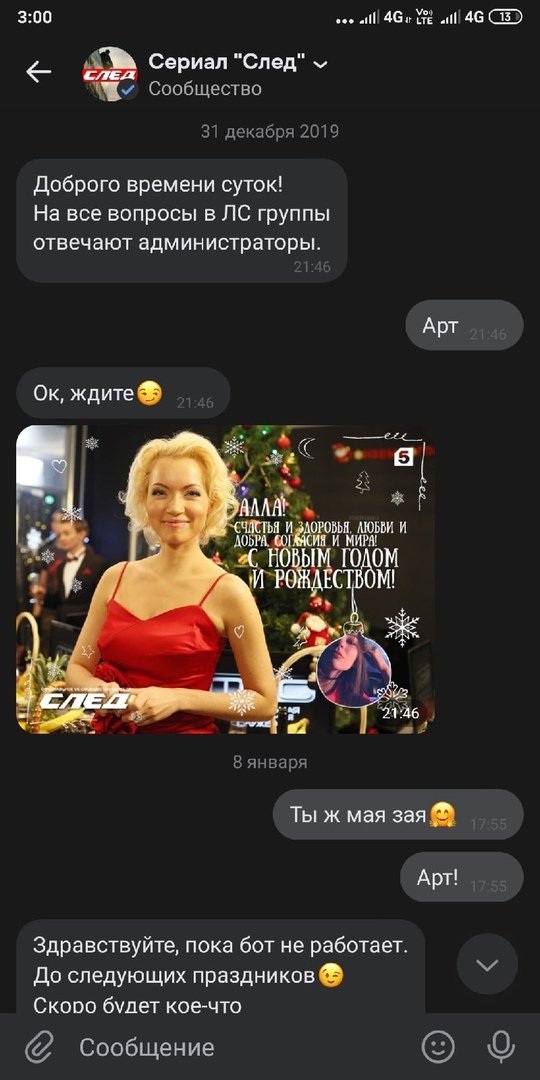 3:00
4G
Vo)
LTE
4G
13
Сериал "След"
Сообщество
СЛЕД
31 декабря 2019
Доброго времени суток!
На все вопросы в ЛС группы
отвечают администраторы.
21:46
Арт 21:46
Ок, ждите😏 21:46
5
АЛЛА!
СЧАСТЬЯ И ЗДОРОВЬЯ, ЛЮБВИ И
ДОБРА, СОГЛАСИЯ И МИРА!
С НОВЫМ ГОДОМ
И РОЖДЕСТВОМ!
СЛЕД
21:46
8 января
Ты ж мая зая🤗 17:55
Арт! 17:55
Здравствуйте, пока бот не работает.
До следующих праздников😉
Скоро будет кое-что
Сообщение